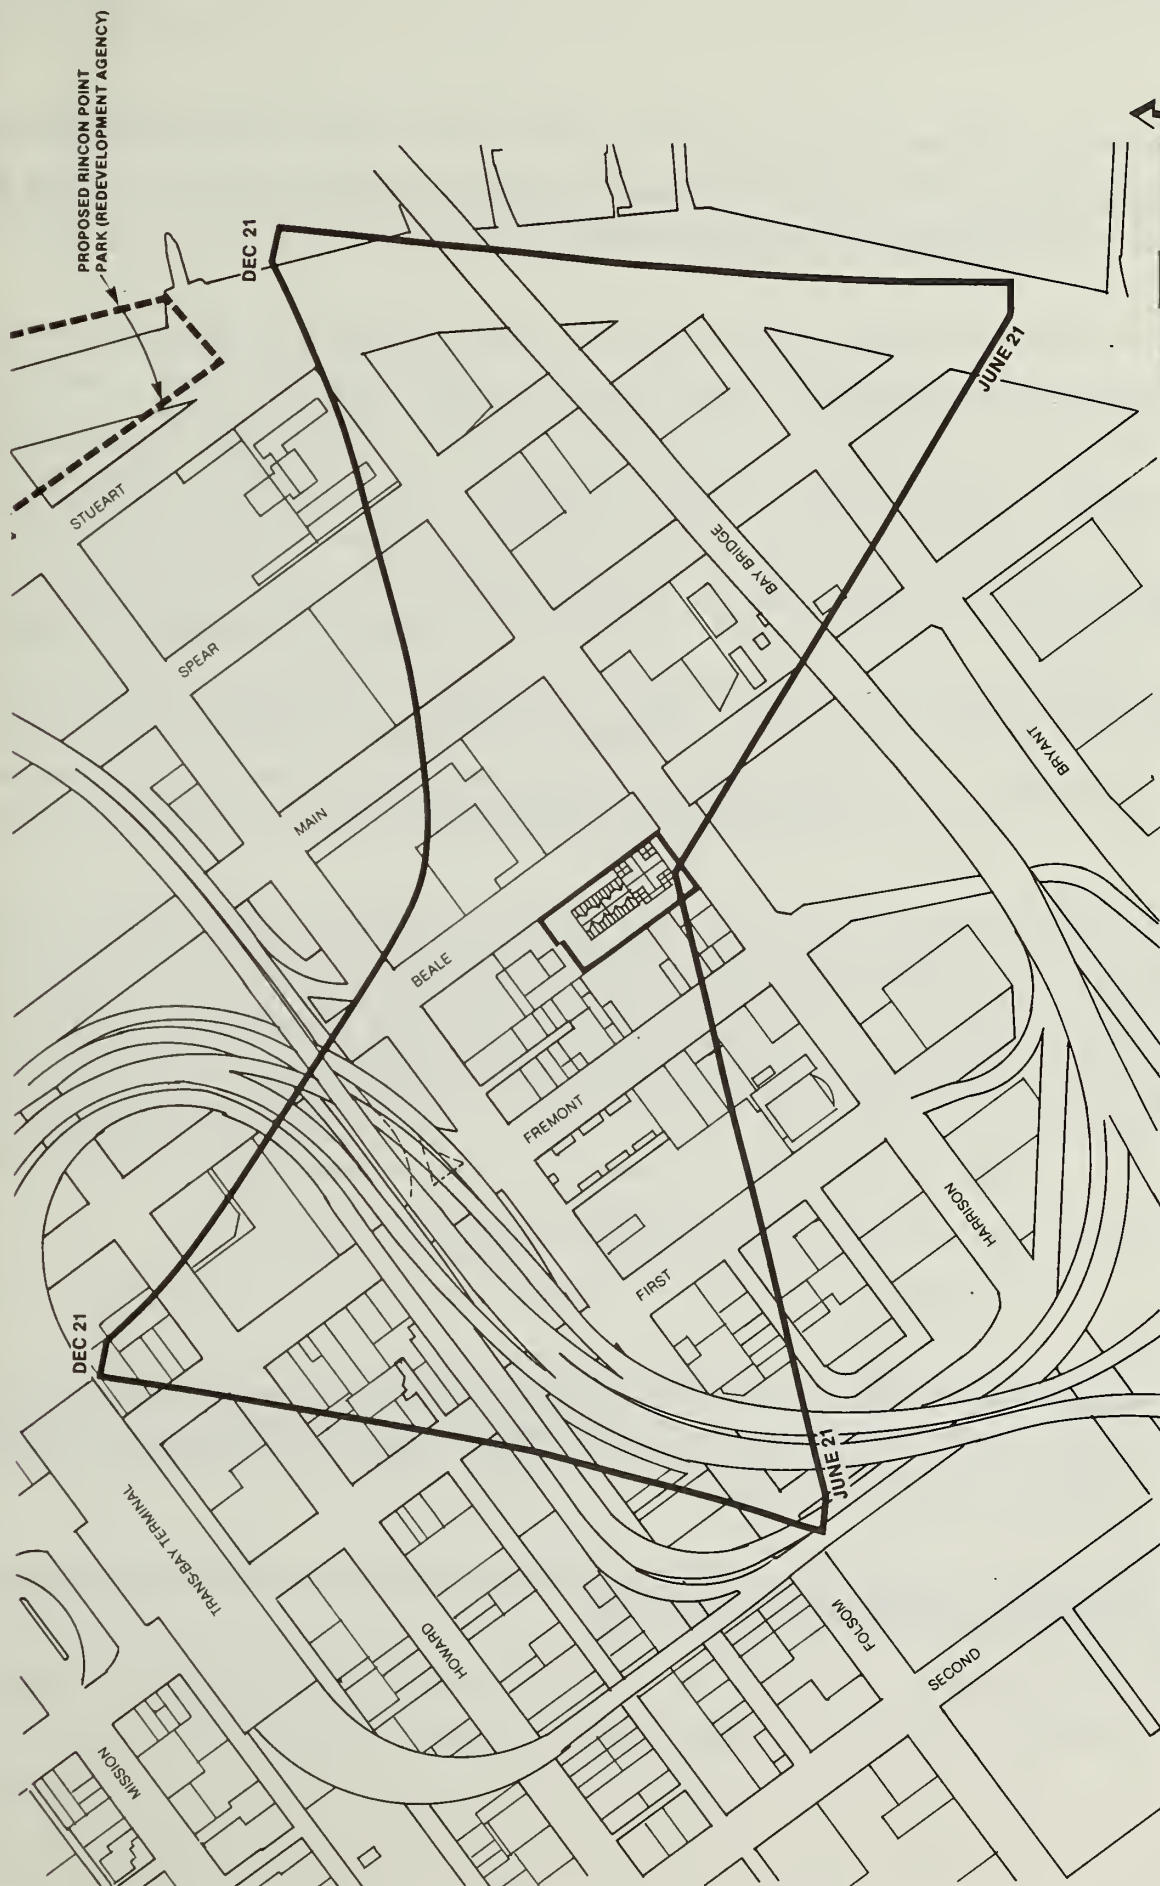 PROPOSED RINCON POINT
PARK (REDEVELOPMENT AGENCY)
DEC 21
STUEART
JUNE 21
SPEAR
BAY BRIDGE
MAIN
BRYANT
BEALE
FREMONT
HARRISON
FIRST
DEC 21
JUNE 21
TRANS-BAY TERMINAL
HOWARD
FOLSOM
SECOND
MISSION